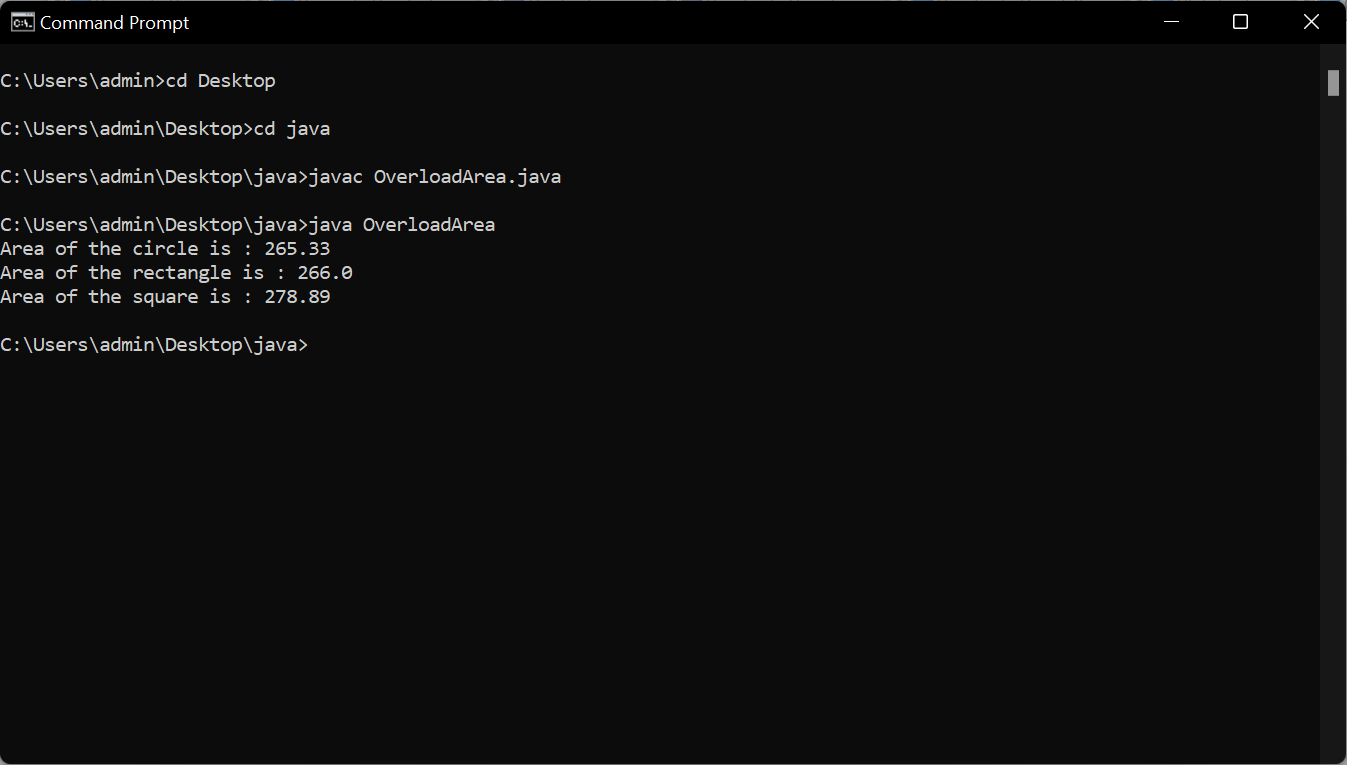 Command Prompt
C:\Users\admin>cd Desktop
C:\Users\admin\Desktop>cd java
C:\Users\admin\Desktop\java>javac OverloadArea.java
C:\Users\admin\Desktop\java>java OverloadArea
Area of the circle is : 265.33
Area of the rectangle is : 266.0
Area of the square is : 278.89
C:\Users\admin\Desktop\java>